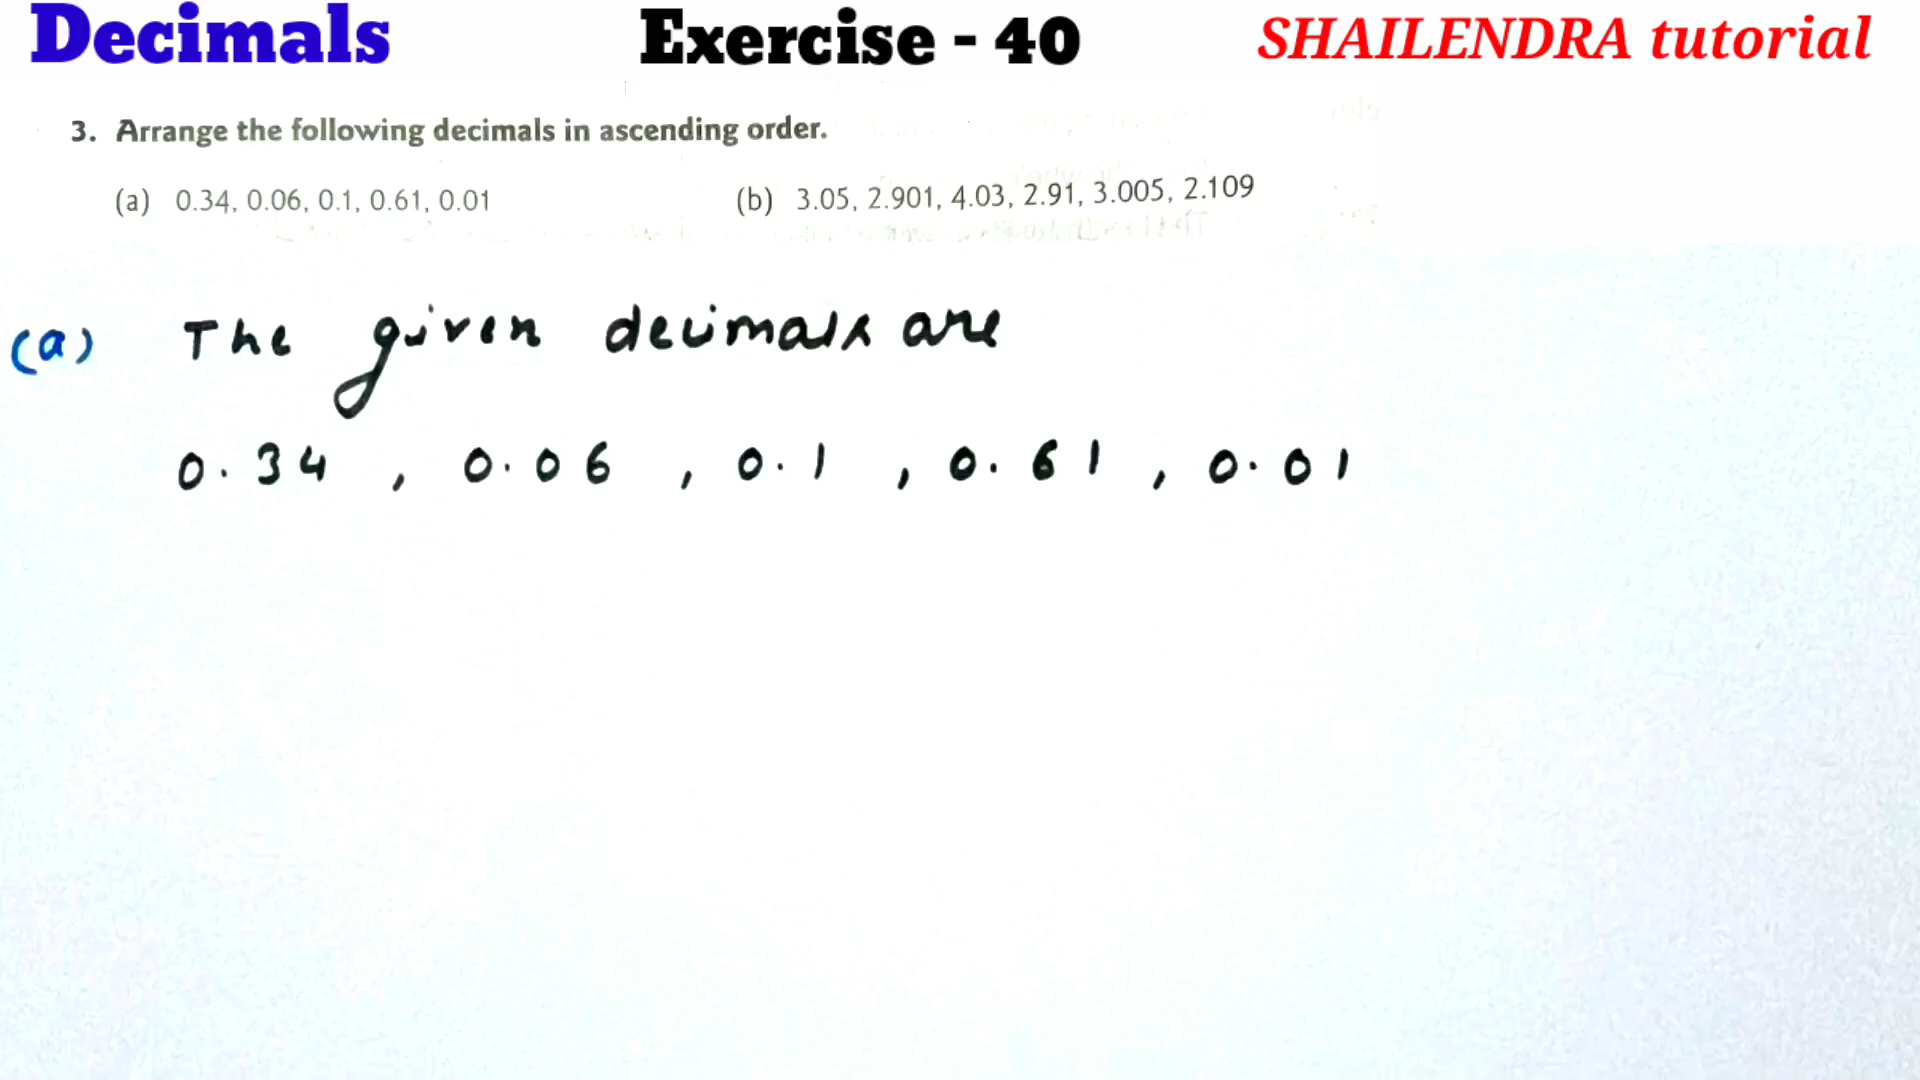 Decimals Exercise - 40 SHAILENDRA tutorial
3. Arrange the following decimals in ascending order.
(a) 0.34, 0.06, 0.1, 0.61, 0.01 (b) 3.05, 2.901, 4.03, 2.91, 3.005, 2.109
(a) The given decimals are
0.34 , 0.06 , 0.1 , 0.61 , 0.01